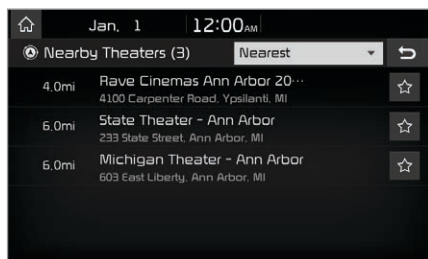 Jan. 1 12:00 AM
Nearby Theaters (3) Nearest
4.0mi Rave Cinemas Ann Arbor 20...
4100 Carpenter Road, Ypsilanti, MI
6.0mi State Theater - Ann Arbor
233 State Street, Ann Arbor, MI
6.0mi Michigan Theater - Ann Arbor
603 East Liberty, Ann Arbor, MI